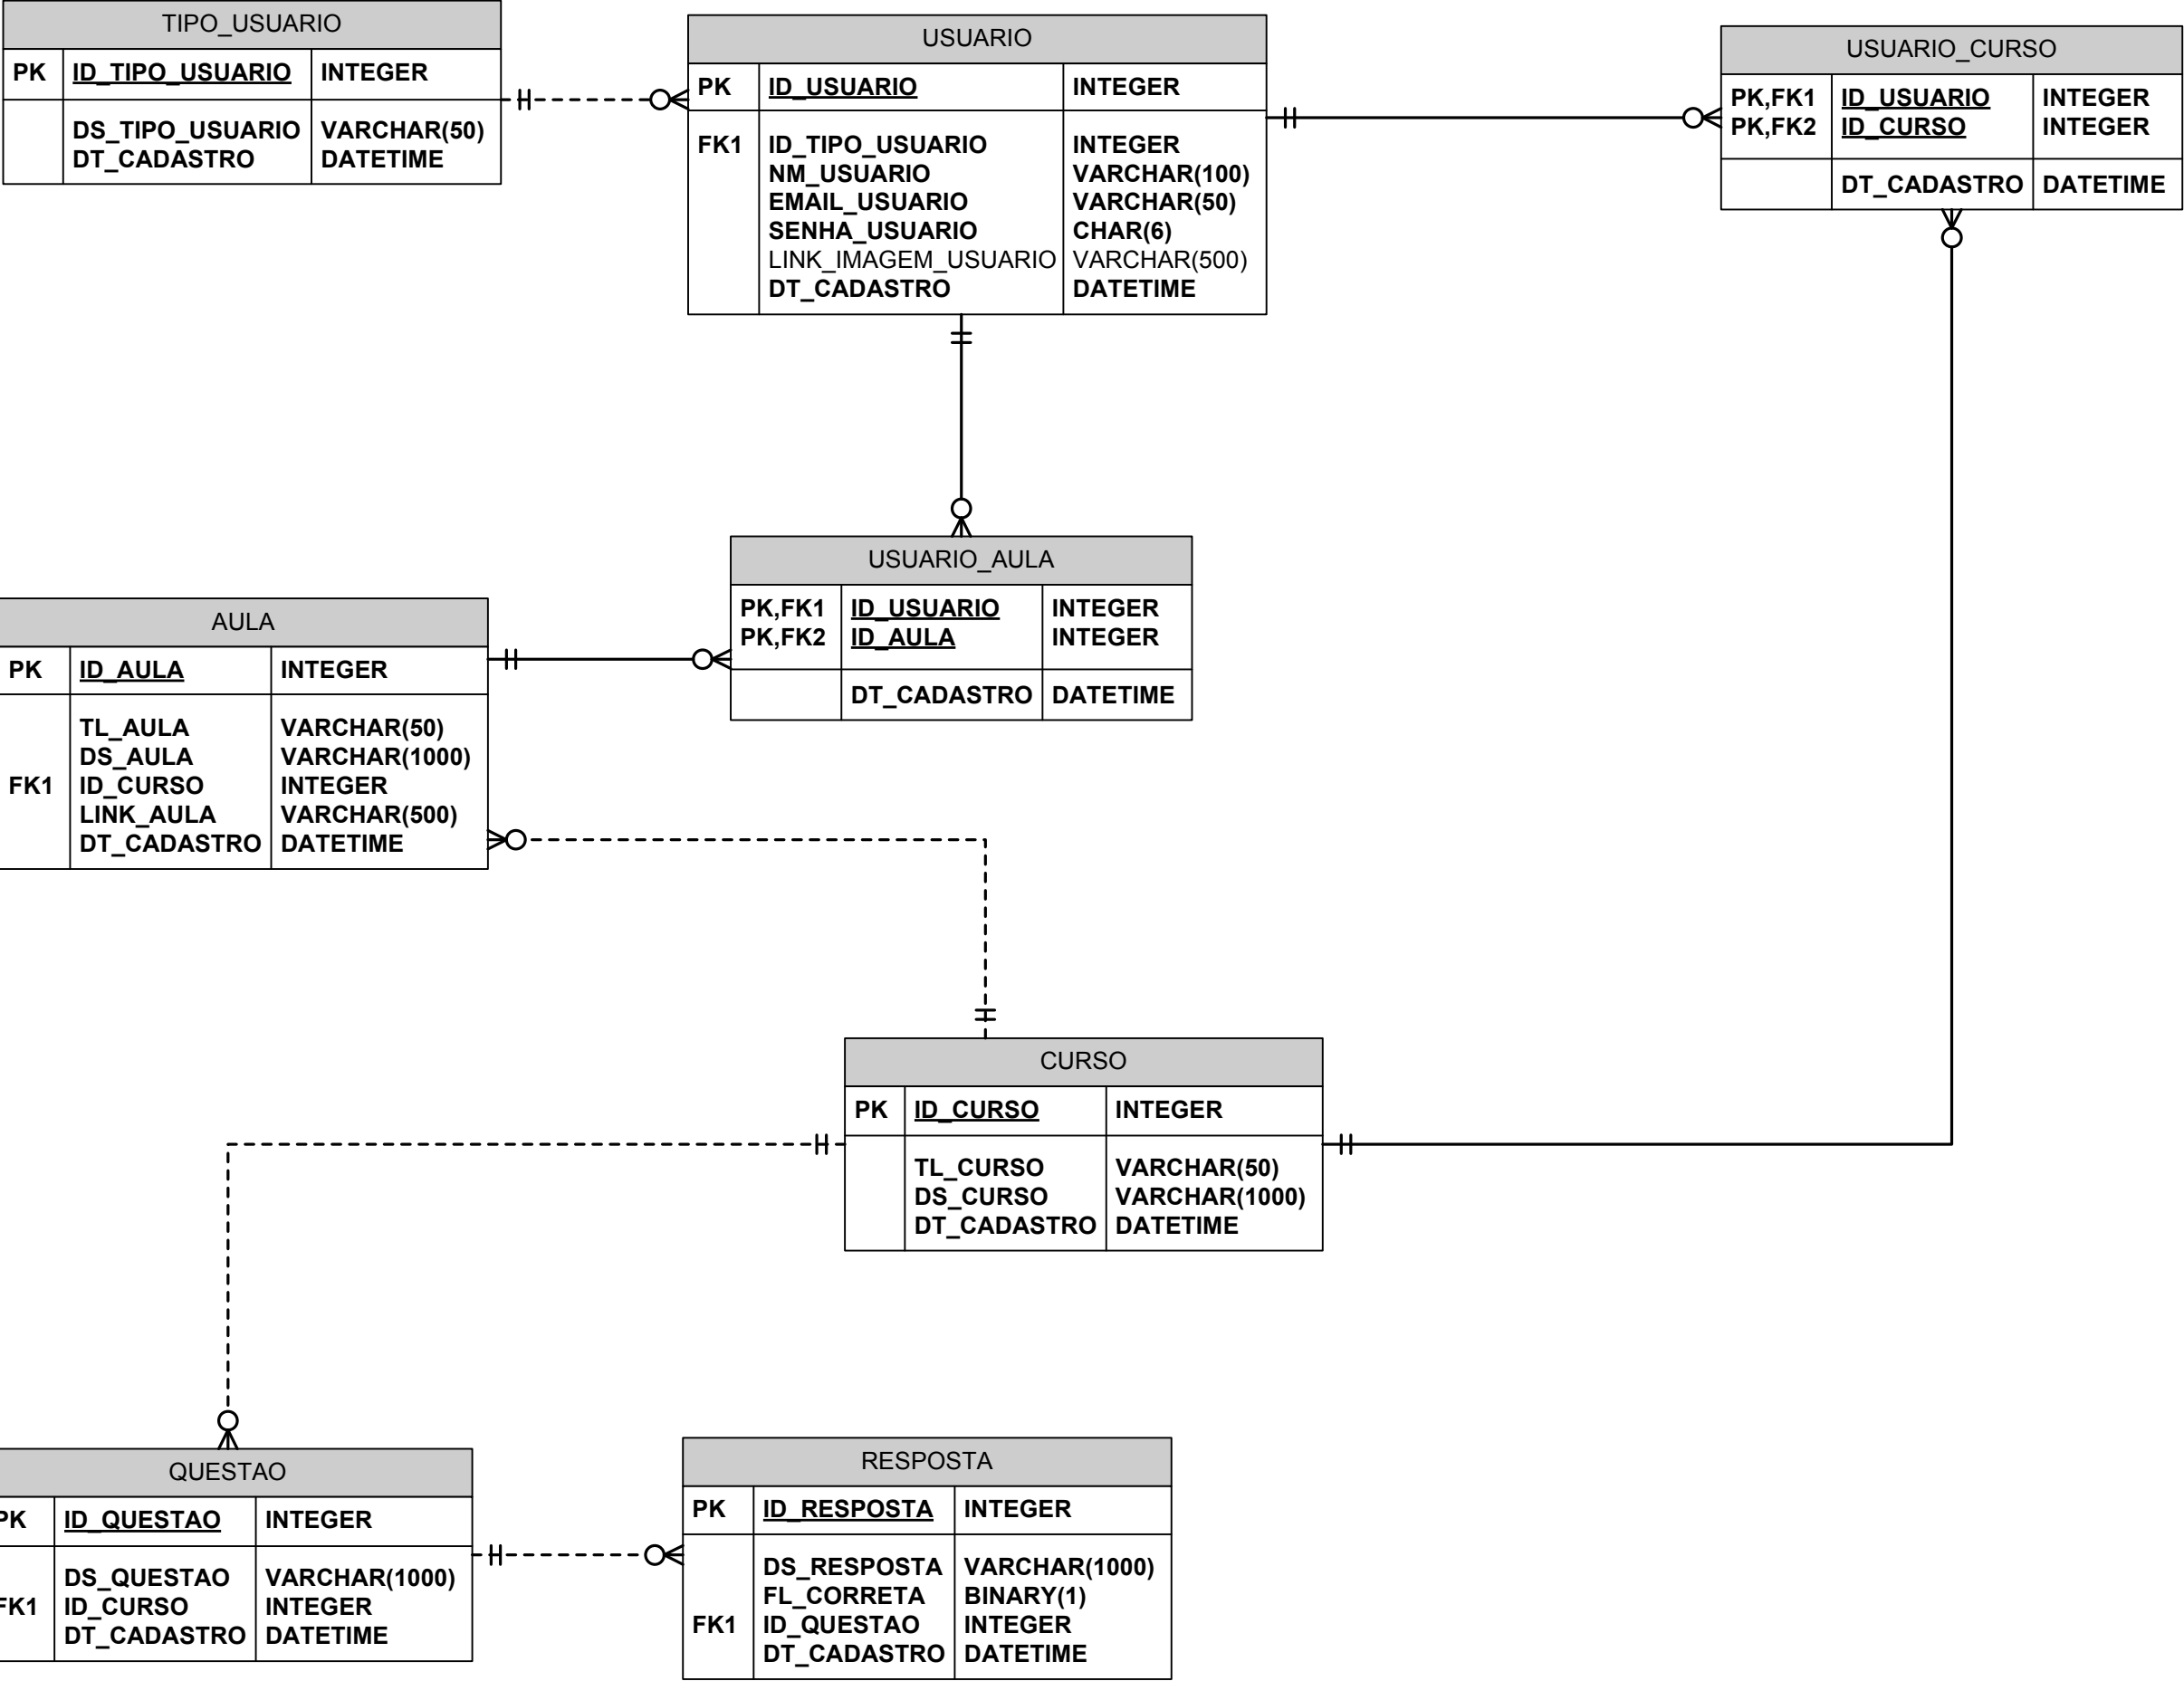 TIPO_USUARIO
PK ID_TIPO_USUARIO INTEGER
DS_TIPO_USUARIO VARCHAR(50)
DT_CADASTRO DATETIME
USUARIO
PK ID_USUARIO INTEGER
FK1 ID_TIPO_USUARIO INTEGER
NM_USUARIO VARCHAR(100)
EMAIL_USUARIO VARCHAR(50)
SENHA_USUARIO CHAR(6)
LINK_IMAGEM_USUARIO VARCHAR(500)
DT_CADASTRO DATETIME
USUARIO_CURSO
PK,FK1 ID_USUARIO INTEGER
PK,FK2 ID_CURSO INTEGER
DT_CADASTRO DATETIME
USUARIO_AULA
PK,FK1 ID_USUARIO INTEGER
PK,FK2 ID_AULA INTEGER
DT_CADASTRO DATETIME
AULA
PK ID_AULA INTEGER
TL_AULA VARCHAR(50)
DS_AULA VARCHAR(1000)
FK1 ID_CURSO INTEGER
LINK_AULA VARCHAR(500)
DT_CADASTRO DATETIME
CURSO
PK ID_CURSO INTEGER
TL_CURSO VARCHAR(50)
DS_CURSO VARCHAR(1000)
DT_CADASTRO DATETIME
QUESTAO
PK ID_QUESTAO INTEGER
DS_QUESTAO VARCHAR(1000)
FK1 ID_CURSO INTEGER
DT_CADASTRO DATETIME
RESPOSTA
PK ID_RESPOSTA INTEGER
DS_RESPOSTA VARCHAR(1000)
FL_CORRETA BINARY(1)
FK1 ID_QUESTAO INTEGER
DT_CADASTRO DATETIME